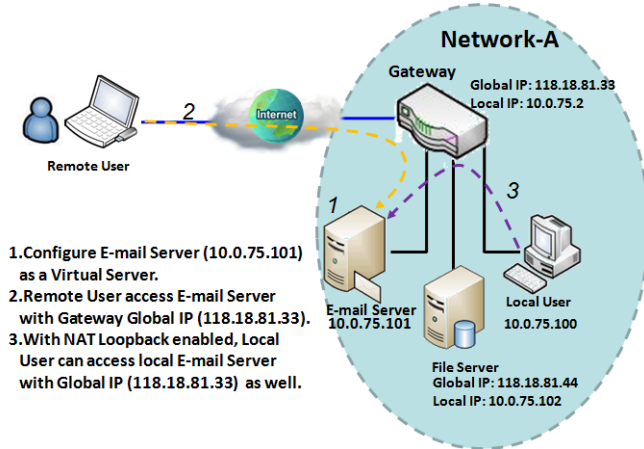 Network-A
Gateway
Global IP: 118.18.81.33
Local IP: 10.0.75.2
2
Internet
Remote User
1
3
E-mail Server
10.0.75.101
Local User
10.0.75.100
File Server
Global IP: 118.18.81.44
Local IP: 10.0.75.102
1.Configure E-mail Server (10.0.75.101)
as a Virtual Server.
2.Remote User access E-mail Server
with Gateway Global IP (118.18.81.33).
3.With NAT Loopback enabled, Local
User can access local E-mail Server
with Global IP (118.18.81.33) as well.